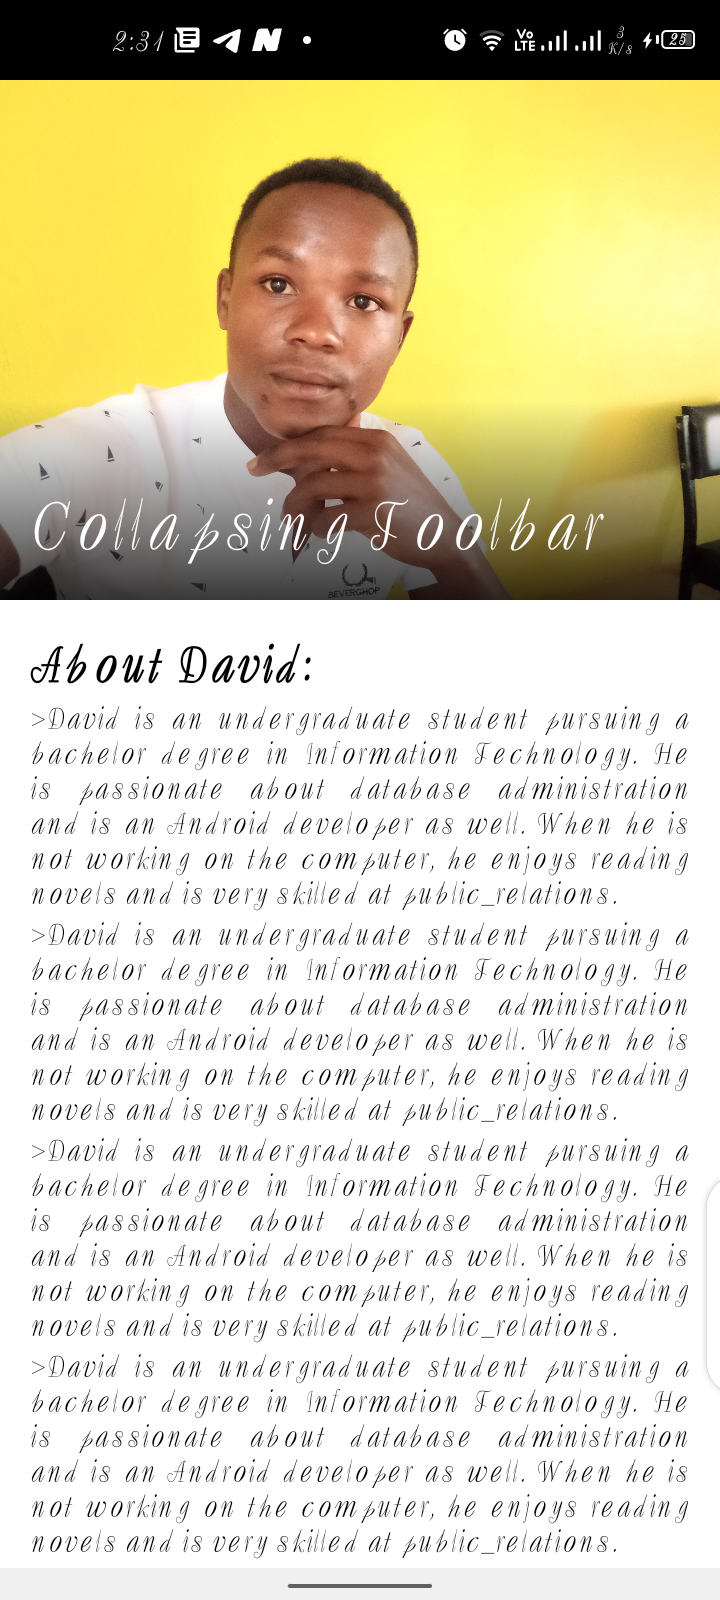 2:31
Vo
LTE
3
K/s
25
BEVERGHOP
Collapsing Toolbar
About David:
>David is an undergraduate student pursuing a
bachelor degree in Information Technology. He
is passionate about database administration
and is an Android developer as well. When he is
not working on the computer, he enjoys reading
novels and is very skilled at public_relations.
>David is an undergraduate student pursuing a
bachelor degree in Information Technology. He
is passionate about database administration
and is an Android developer as well. When he is
not working on the computer, he enjoys reading
novels and is very skilled at public_relations.
>David is an undergraduate student pursuing a
bachelor degree in Information Technology. He
is passionate about database administration
and is an Android developer as well. When he is
not working on the computer, he enjoys reading
novels and is very skilled at public_relations.
>David is an undergraduate student pursuing a
bachelor degree in Information Technology. He
is passionate about database administration
and is an Android developer as well. When he is
not working on the computer, he enjoys reading
novels and is very skilled at public_relations.